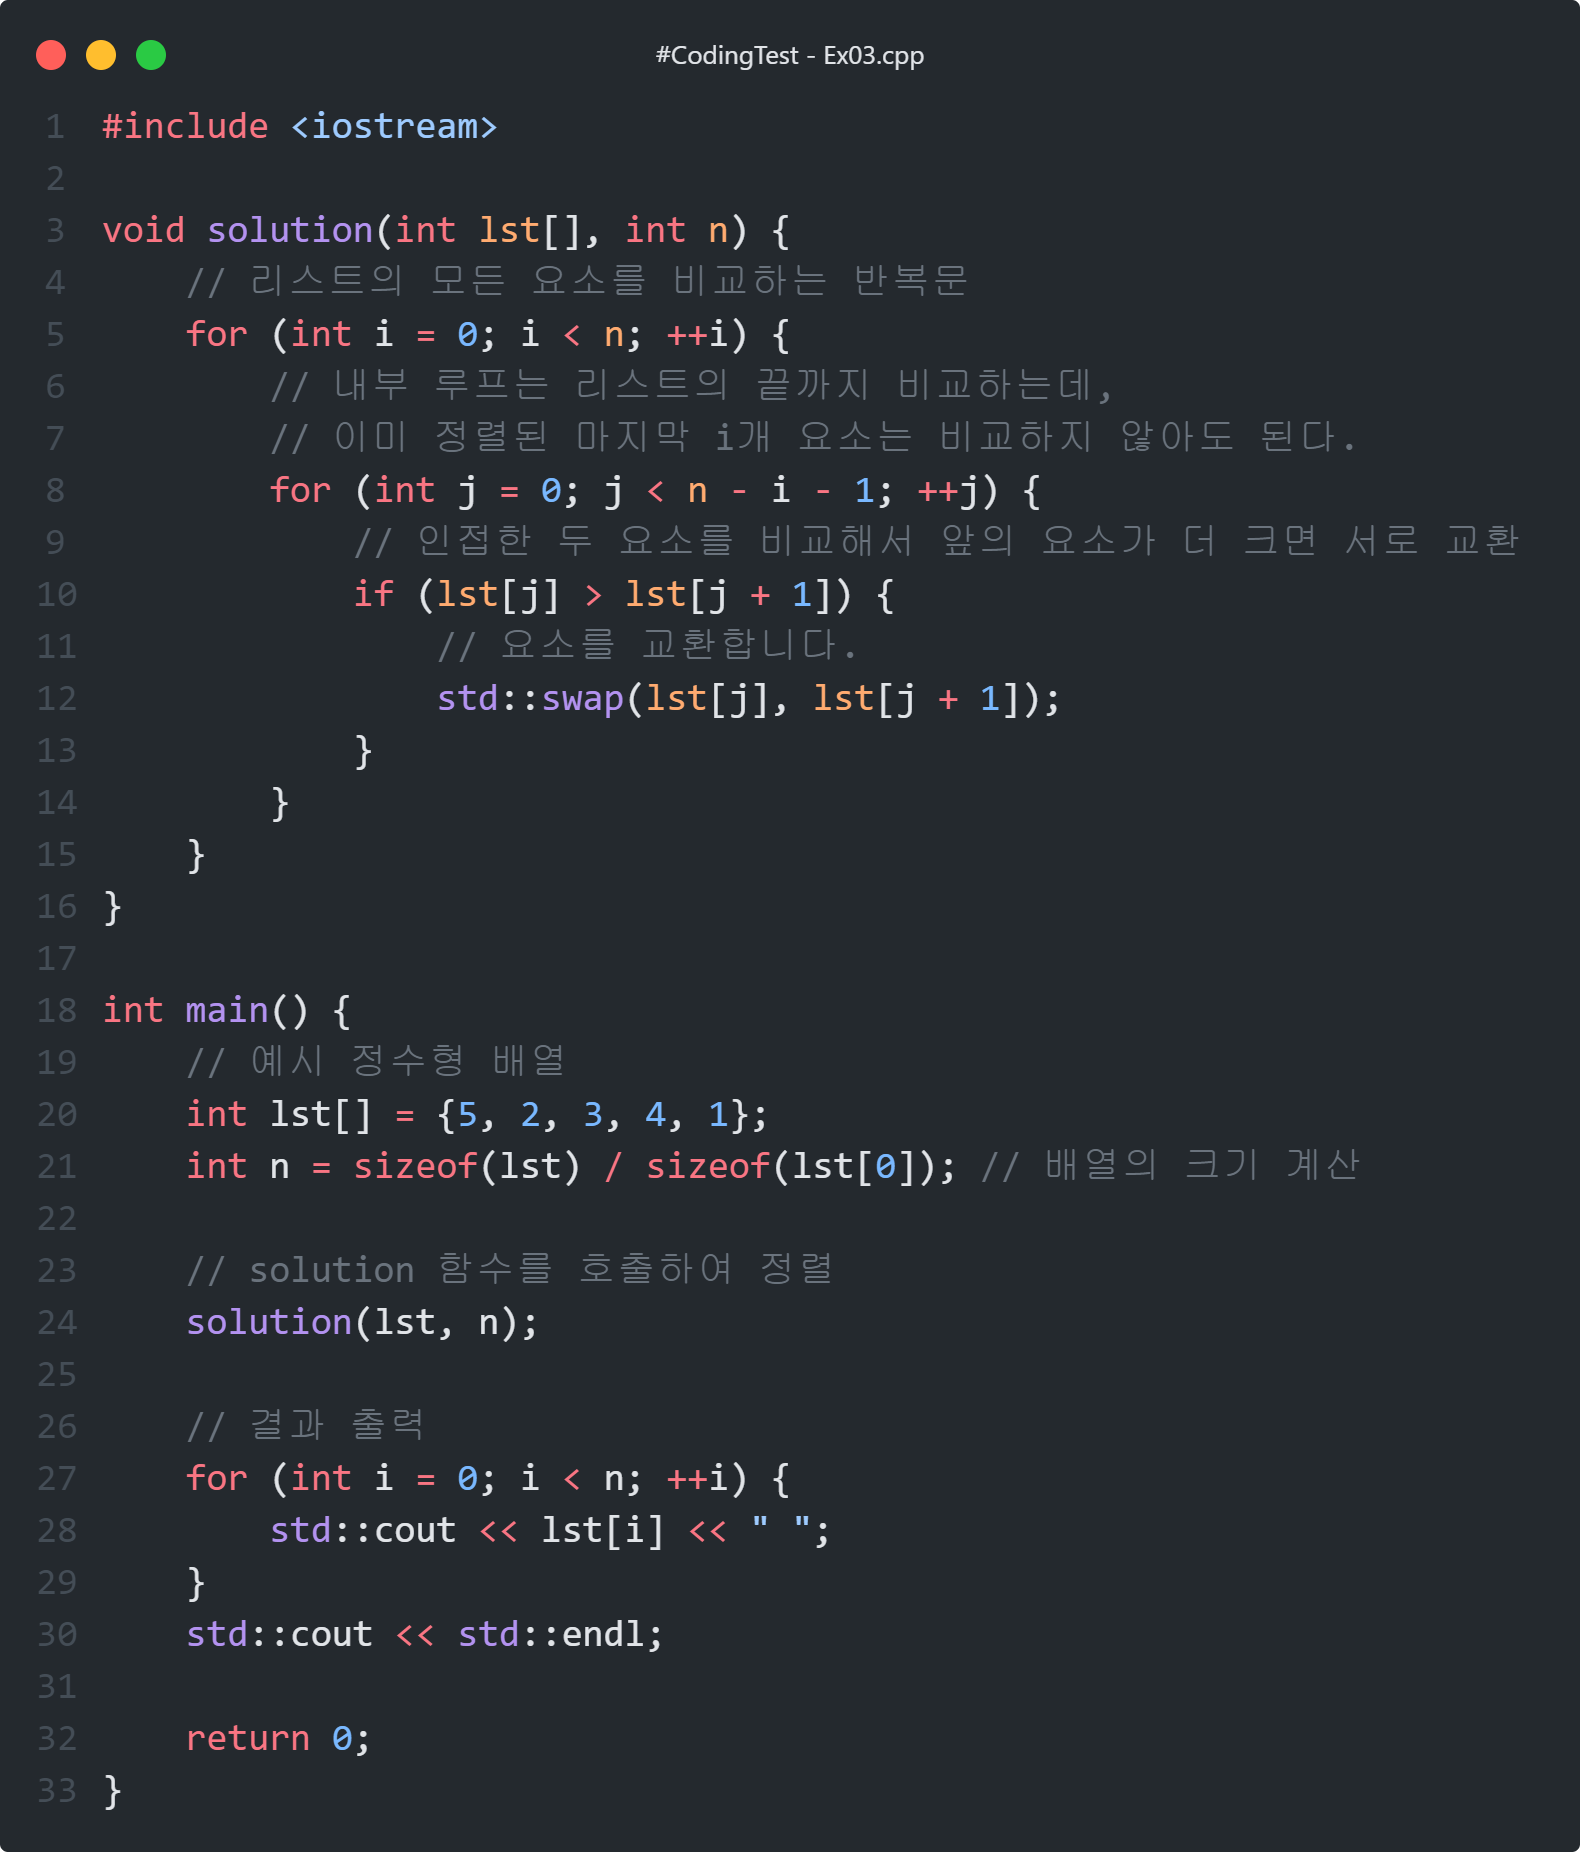 #CodingTest - Ex03.cpp
1 #include <iostream>
2
3 void solution(int lst[], int n) {
4     // 리스트의 모든 요소를 비교하는 반복문
5     for (int i = 0; i < n; ++i) {
6         // 내부 루프는 리스트의 끝까지 비교하는데,
7         // 이미 정렬된 마지막 i개 요소는 비교하지 않아도 된다.
8         for (int j = 0; j < n - i - 1; ++j) {
9             // 인접한 두 요소를 비교해서 앞의 요소가 더 크면 서로 교환
10             if (lst[j] > lst[j + 1]) {
11                 // 요소를 교환합니다.
12                 std::swap(lst[j], lst[j + 1]);
13             }
14         }
15     }
16 }
17
18 int main() {
19     // 예시 정수형 배열
20     int lst[] = {5, 2, 3, 4, 1};
21     int n = sizeof(lst) / sizeof(lst[0]); // 배열의 크기 계산
22
23     // solution 함수를 호출하여 정렬
24     solution(lst, n);
25
26     // 결과 출력
27     for (int i = 0; i < n; ++i) {
28         std::cout << lst[i] << " ";
29     }
30     std::cout << std::endl;
31
32     return 0;
33 }